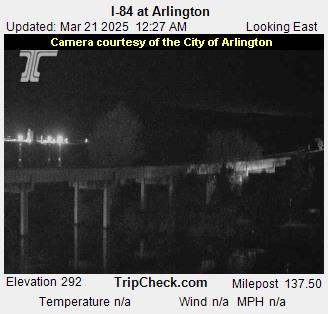 I-84 at Arlington
Updated: Mar 21 2025 12:27 AM Looking East
Camera courtesy of the City of Arlington
Elevation 292 TripCheck.com Milepost 137.50
Temperature n/a Wind n/a MPH n/a